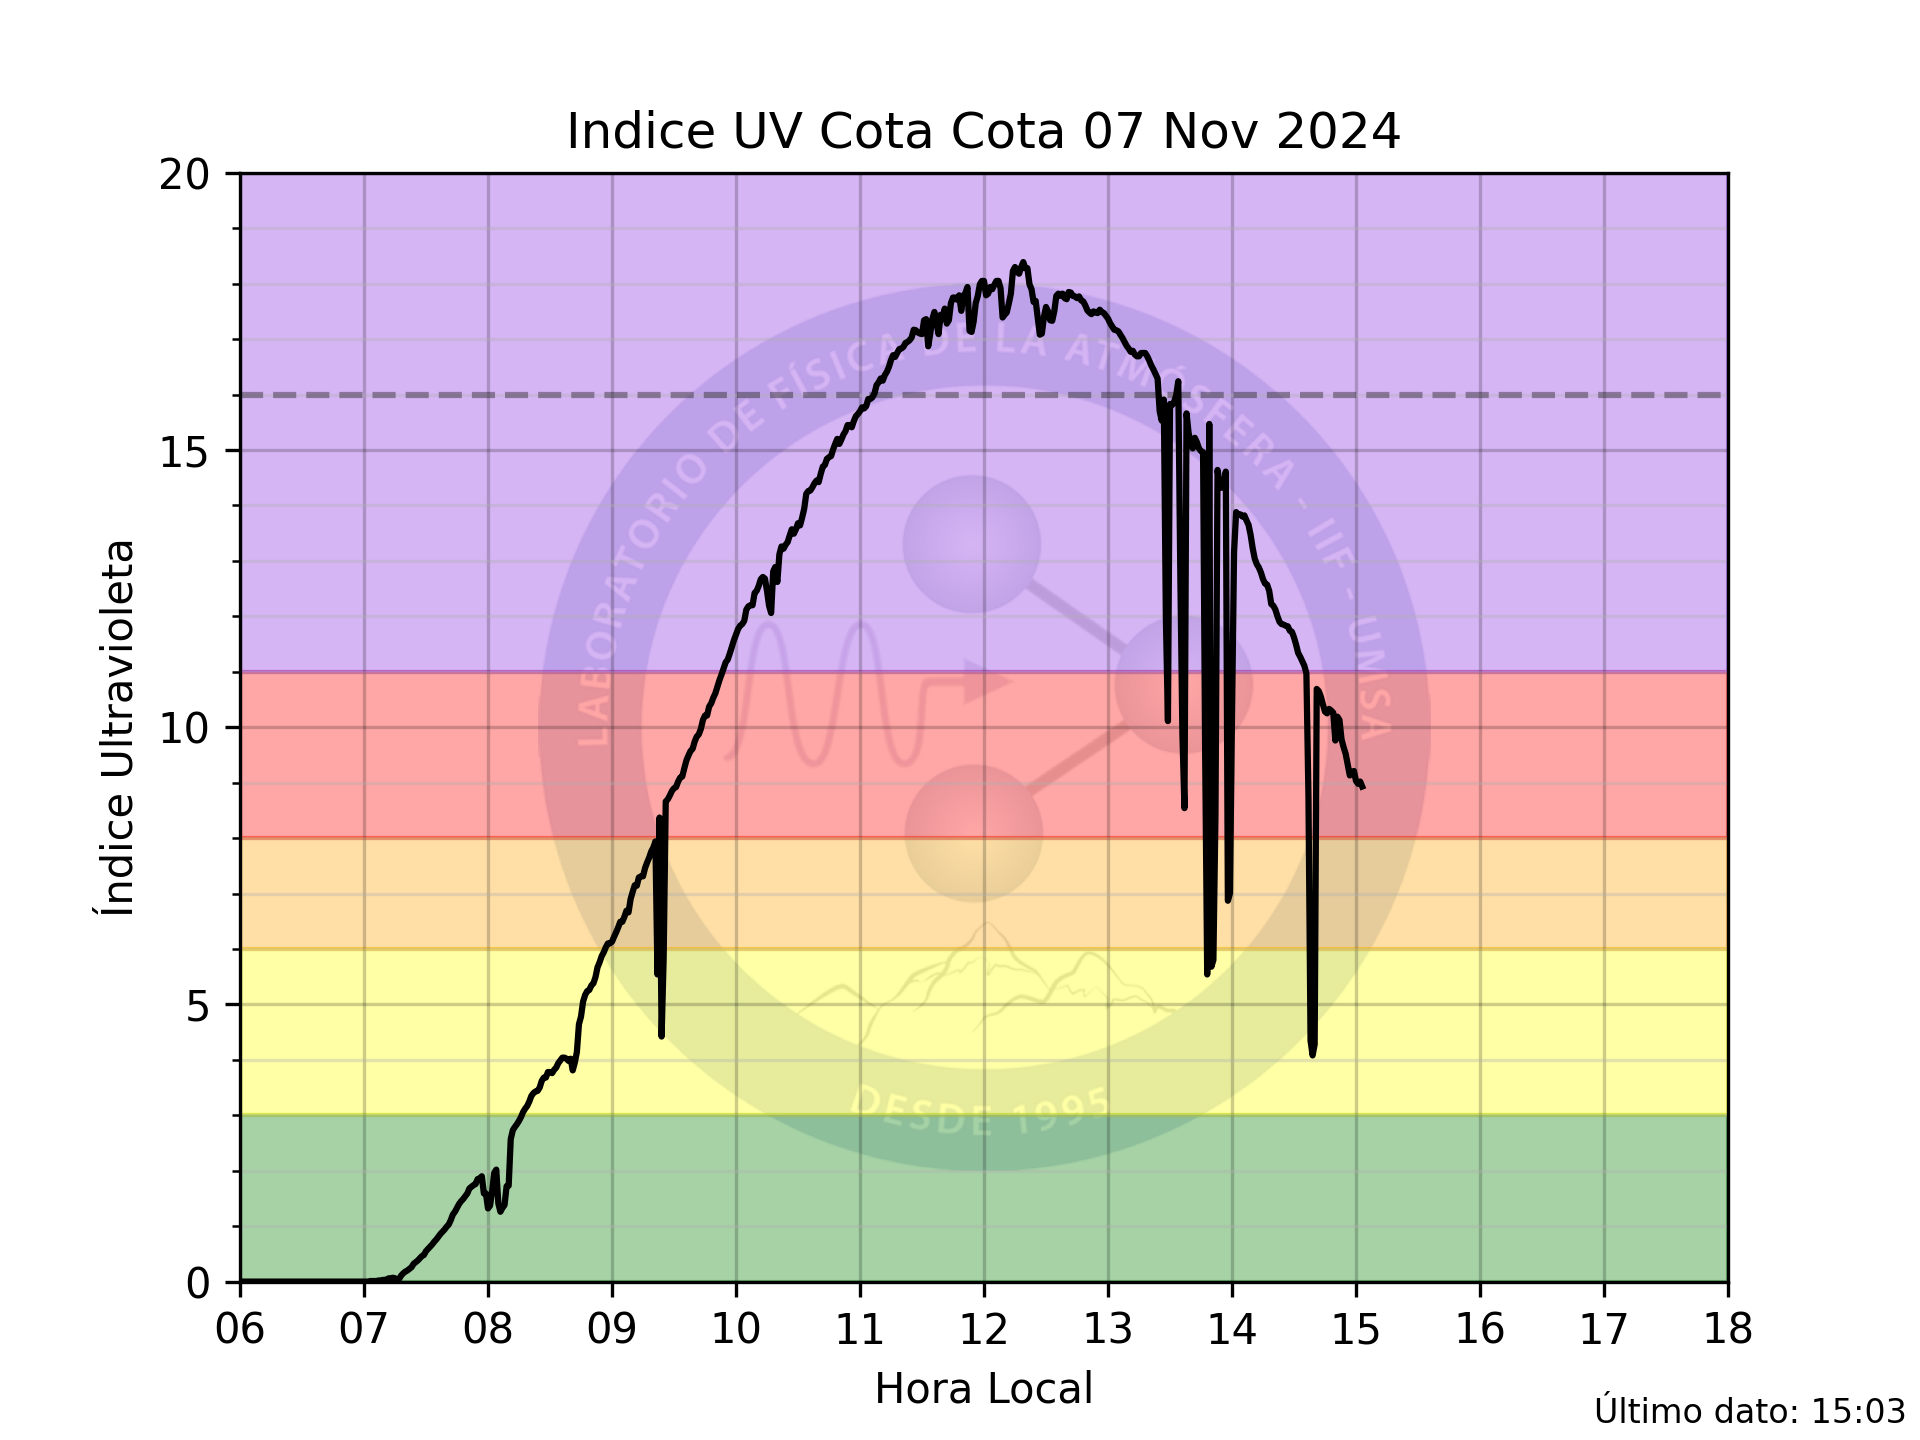 Indice UV Cota Cota 07 Nov 2024
20
15
10
5
0
Índice Ultravioleta
LABORATORIO DE FÍSICA DE LA ATMÓSFERA - IIF - UMSA
DESDE 1995
06 07 08 09 10 11 12 13 14 15 16 17 18
Hora Local
Último dato: 15:03